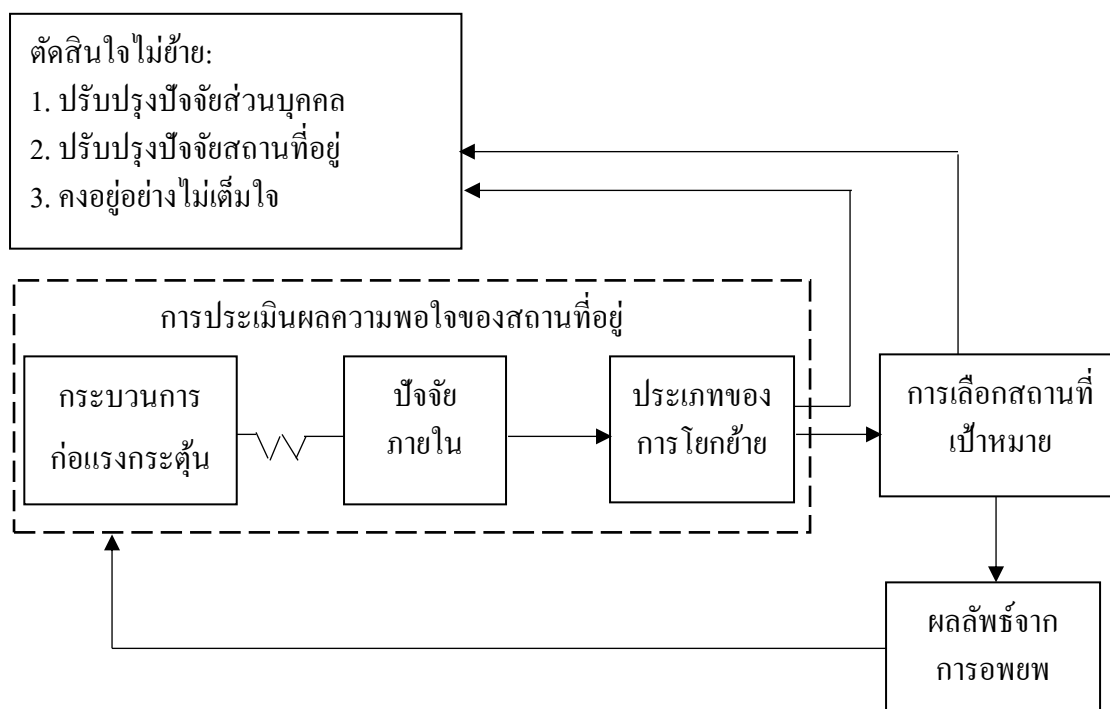 ตัดสินใจไม่ย้าย:
1. ปรับปรุงปัจจัยส่วนบุคคล
2. ปรับปรุงปัจจัยสถานที่อยู่
3. คงอยู่อย่างไม่เต็มใจ
การประเมินผลความพอใจของสถานที่อยู่
กระบวนการ
ก่อแรงกระตุ้น
ปัจจัย
ภายใน
ประเภทของ
การโยกย้าย
การเลือกสถานที่
เป้าหมาย
ผลลัพธ์จาก
การอพยพ